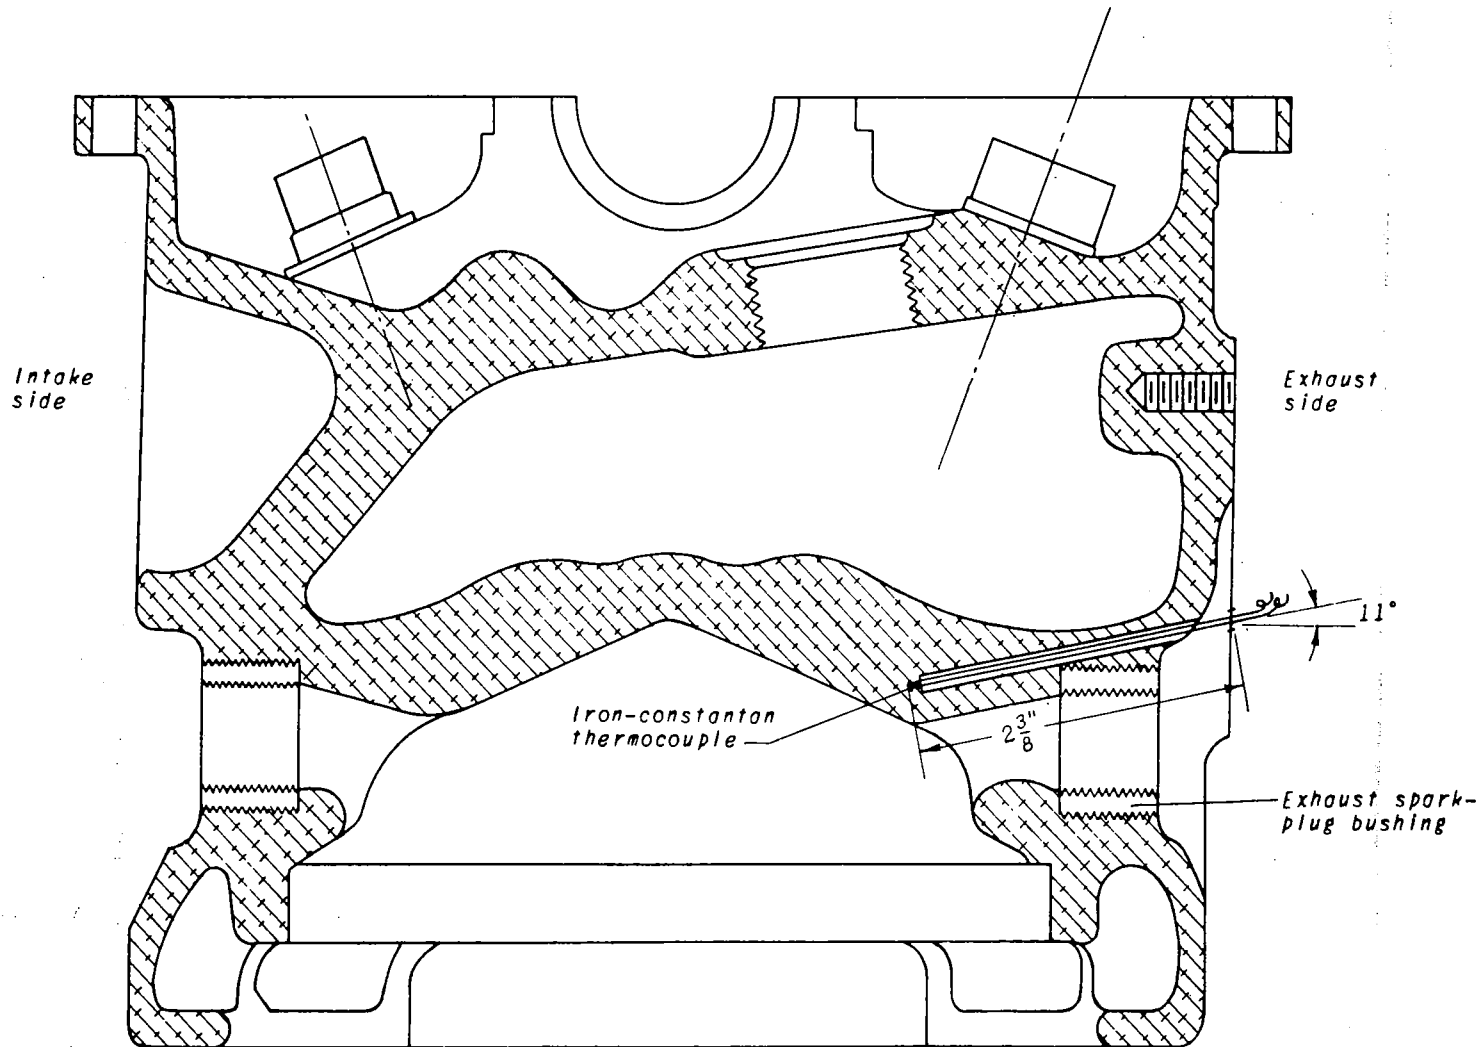 Intake
side
Exhaust
side
11°
Iron-constantan
thermocouple
2 3/8"
Exhaust spark-
plug bushing